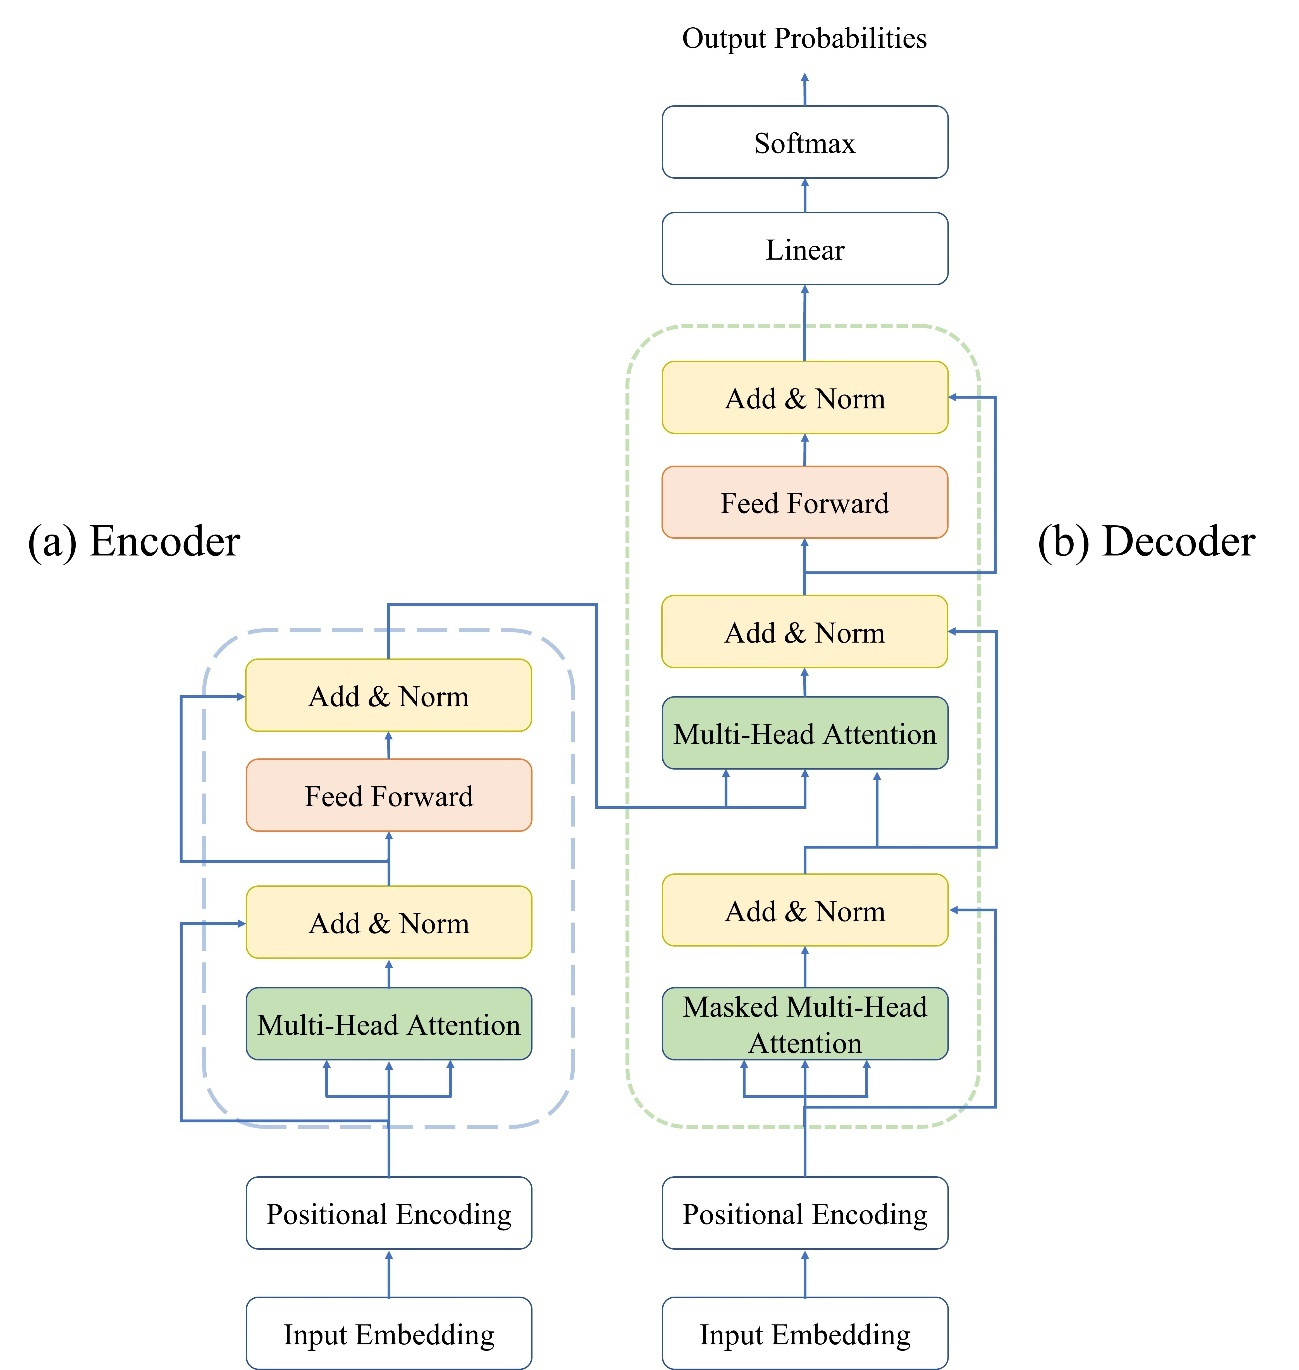 Output Probabilities
Softmax
Linear
Add & Norm
Feed Forward
(a) Encoder
(b) Decoder
Add & Norm
Add & Norm
Multi-Head Attention
Feed Forward
Add & Norm
Add & Norm
Multi-Head Attention
Masked Multi-Head
Attention
Positional Encoding
Positional Encoding
Input Embedding
Input Embedding